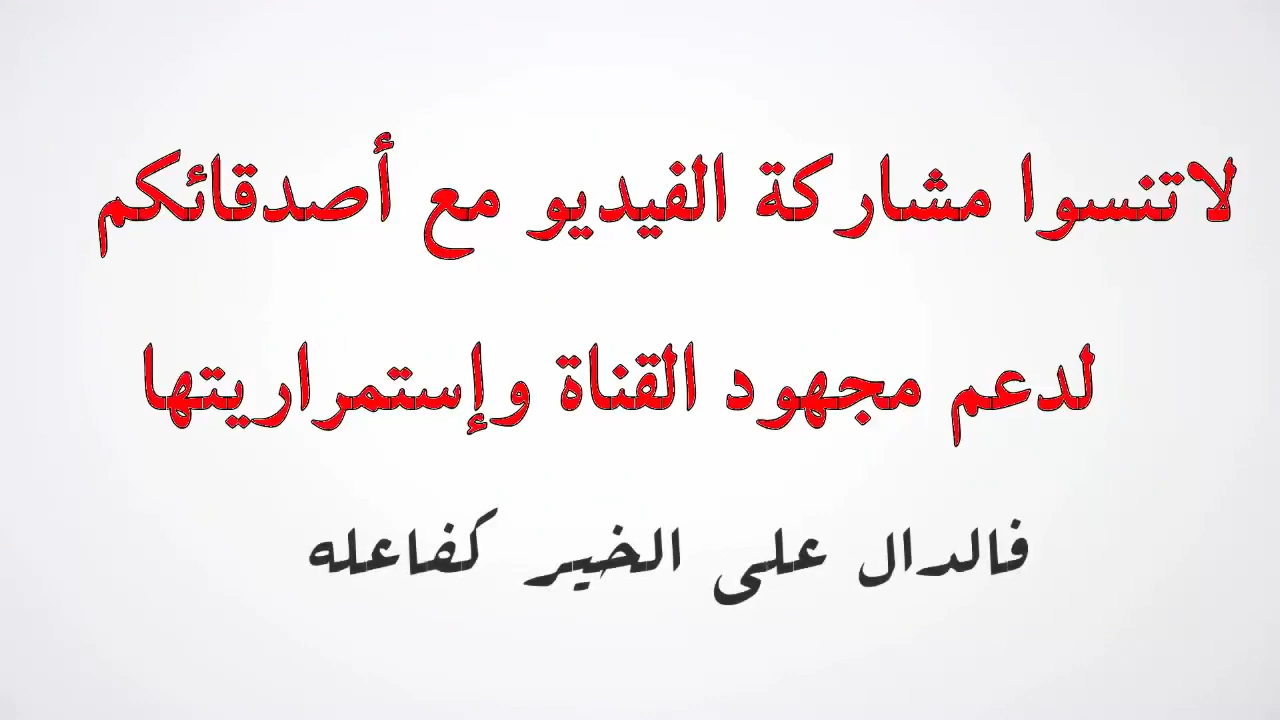 لاتنسوا مشاركة الفيديو مع أصدقائكم
لدعم مجهود القناة وإستمراريتها
فالدال على الخير كفاعله